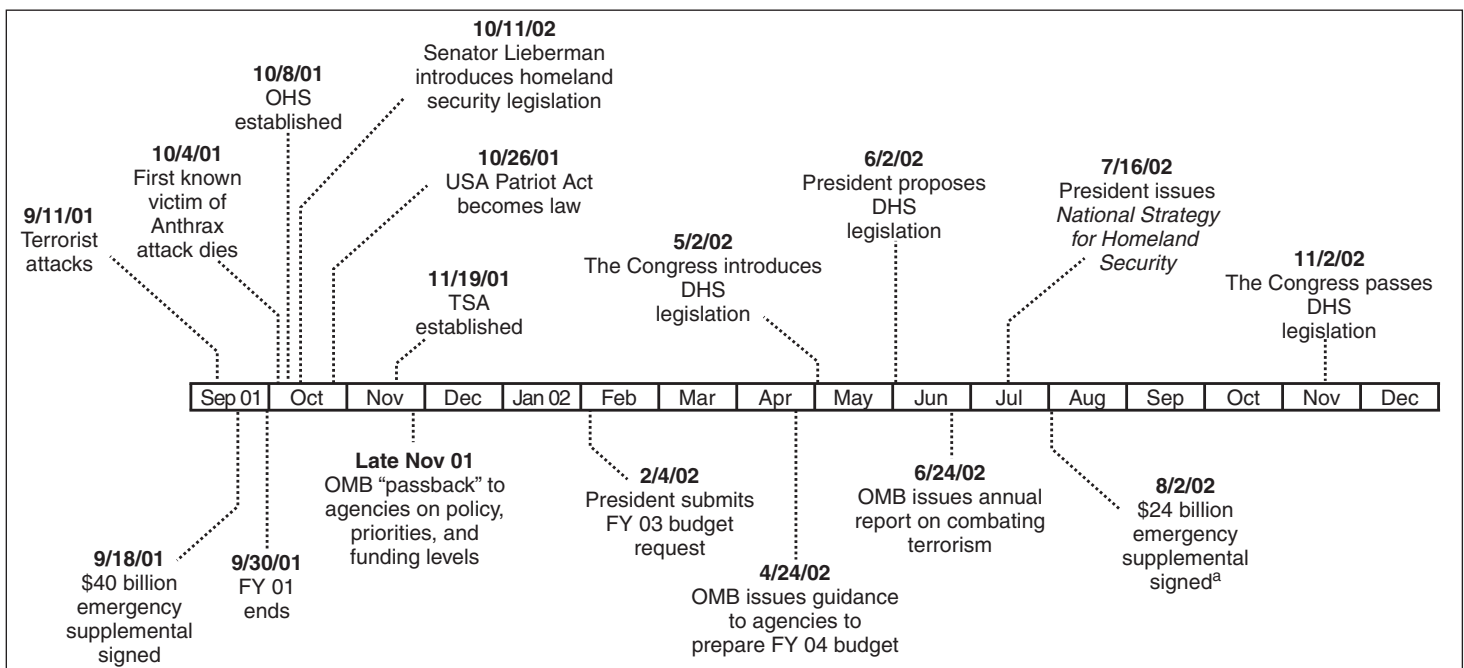 10/11/02
Senator Lieberman
introduces homeland
security legislation
10/8/01
OHS
established
10/4/01
First known
victim of
Anthrax
attack dies
10/26/01
USA Patriot Act
becomes law
9/11/01
Terrorist
attacks
11/19/01
TSA
established
5/2/02
The Congress introduces
DHS
legislation
6/2/02
President proposes
DHS
legislation
7/16/02
President issues
National Strategy
for Homeland
Security
11/2/02
The Congress passes
DHS
legislation
Sep 01 Oct Nov Dec Jan 02 Feb Mar Apr May Jun Jul Aug Sep Oct Nov Dec
9/18/01
$40 billion
emergency
supplemental
signed
9/30/01
FY 01
ends
Late Nov 01
OMB “passback” to
agencies on policy,
priorities, and
funding levels
2/4/02
President submits
FY 03 budget
request
4/24/02
OMB issues guidance
to agencies to
prepare FY 04 budget
6/24/02
OMB issues annual
report on combating
terrorism
8/2/02
$24 billion
emergency
supplemental
signedᵃ